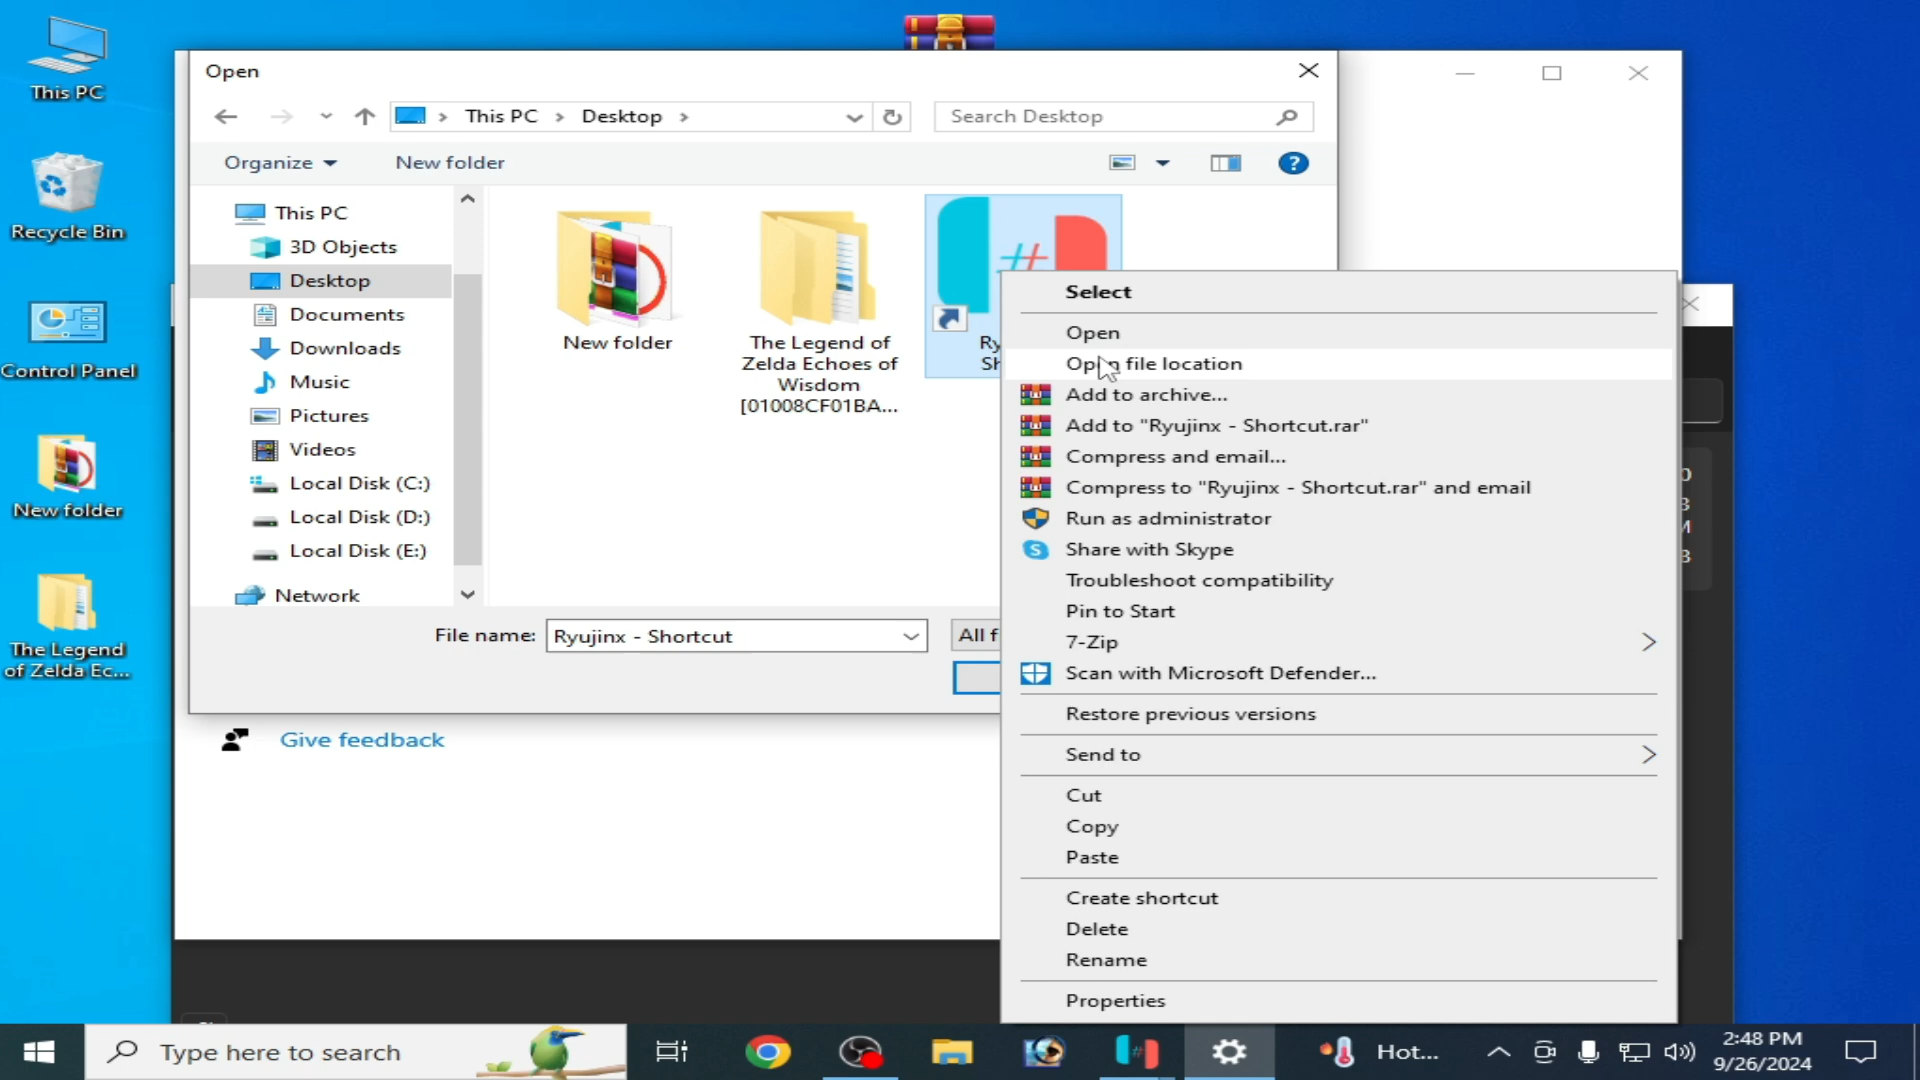 This PC
Recycle Bin
Control Panel
New folder
The Legend
of Zelda Ec...
Open
This PC > Desktop >
Search Desktop
Organize
New folder
This PC
3D Objects
Desktop
Documents
Downloads
Music
Pictures
Videos
Local Disk (C:)
Local Disk (D:)
Local Disk (E:)
Network
New folder
The Legend of
Zelda Echoes of
Wisdom
[01008CF01BA...
Ry
Sh
File name:
Ryujinx - Shortcut
All f
Give feedback
Select
Open
Open file location
Add to archive...
Add to "Ryujinx - Shortcut.rar"
Compress and email...
Compress to "Ryujinx - Shortcut.rar" and email
Run as administrator
Share with Skype
Troubleshoot compatibility
Pin to Start
7-Zip
Scan with Microsoft Defender...
Restore previous versions
Send to
Cut
Copy
Paste
Create shortcut
Delete
Rename
Properties
Type here to search
Hot...
2:48 PM
9/26/2024